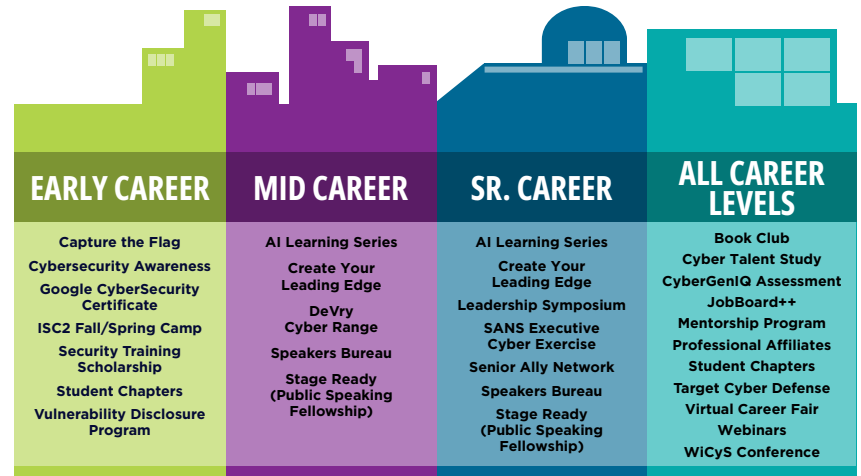 EARLY CAREER
Capture the Flag
Cybersecurity Awareness
Google CyberSecurity
Certificate
ISC2 Fall/Spring Camp
Security Training
Scholarship
Student Chapters
Vulnerability Disclosure
Program
MID CAREER
AI Learning Series
Create Your
Leading Edge
DeVry
Cyber Range
Speakers Bureau
Stage Ready
(Public Speaking
Fellowship)
SR. CAREER
AI Learning Series
Create Your
Leading Edge
Leadership Symposium
SANS Executive
Cyber Exercise
Senior Ally Network
Speakers Bureau
Stage Ready
(Public Speaking
Fellowship)
ALL CAREER
LEVELS
Book Club
Cyber Talent Study
CyberGenIQ Assessment
JobBoard++
Mentorship Program
Professional Affiliates
Student Chapters
Target Cyber Defense
Virtual Career Fair
Webinars
WiCyS Conference